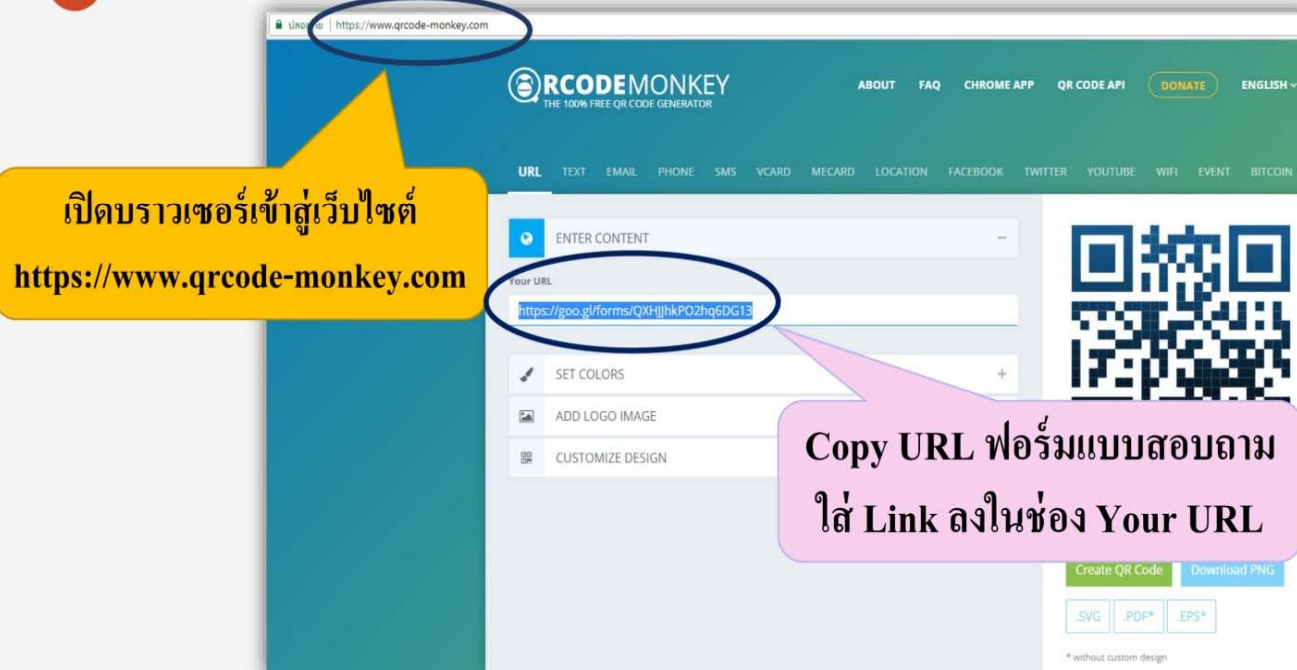 ปลอดภัย | https://www.qrcode-monkey.com
QRCODEMONKEY
THE 100% FREE QR CODE GENERATOR
ABOUT FAQ CHROME APP QR CODE API DONATE ENGLISH
URL TEXT EMAIL PHONE SMS VCARD MECARD LOCATION FACEBOOK TWITTER YOUTUBE WIFI EVENT BITCOIN
เปิดบราวเซอร์เข้าสู่เว็บไซต์
https://www.qrcode-monkey.com
ENTER CONTENT
Your URL
https://goo.gl/forms/QXHJJhkPO2hq6DG13
SET COLORS
ADD LOGO IMAGE
CUSTOMIZE DESIGN
Copy URL ฟอร์มแบบสอบถาม
ใส่ Link ลงในช่อง Your URL
Create QR Code Download PNG
.SVG .PDF* .EPS*
* without custom design